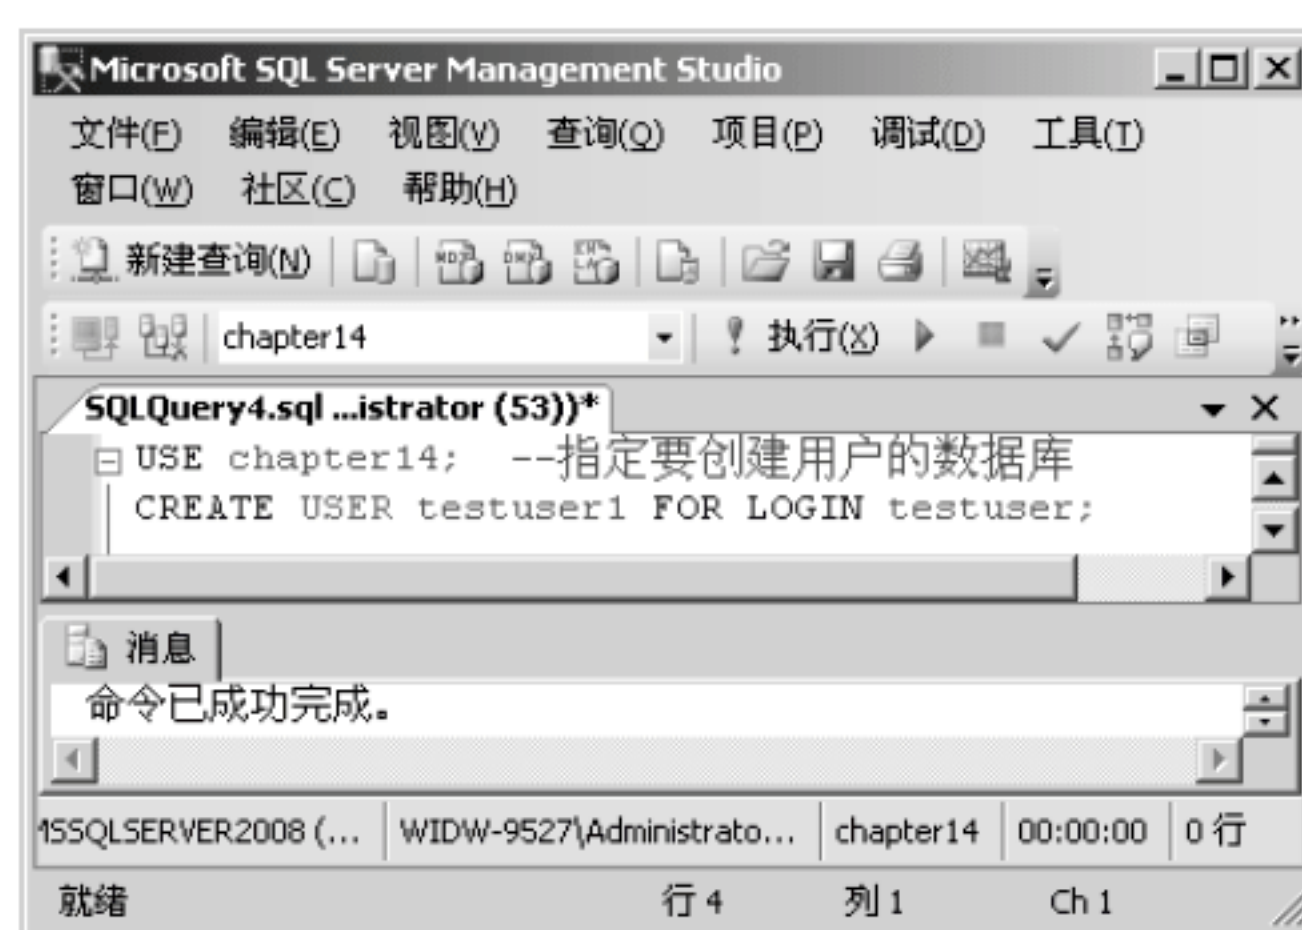 Microsoft SQL Server Management Studio
文件(F) 编辑(E) 视图(V) 查询(Q) 项目(P) 调试(D) 工具(T)
窗口(W) 社区(C) 帮助(H)
新建查询(N)
chapter14 执行(X)
SQLQuery4.sql ...istrator (53))*
USE chapter14; --指定要创建用户的数据库
CREATE USER testuser1 FOR LOGIN testuser;
消息
命令已成功完成。
MSSQLSERVER2008 (... WIDW-9527\Administrato... chapter14 00:00:00 0 行
就绪 行 4 列 1 Ch 1